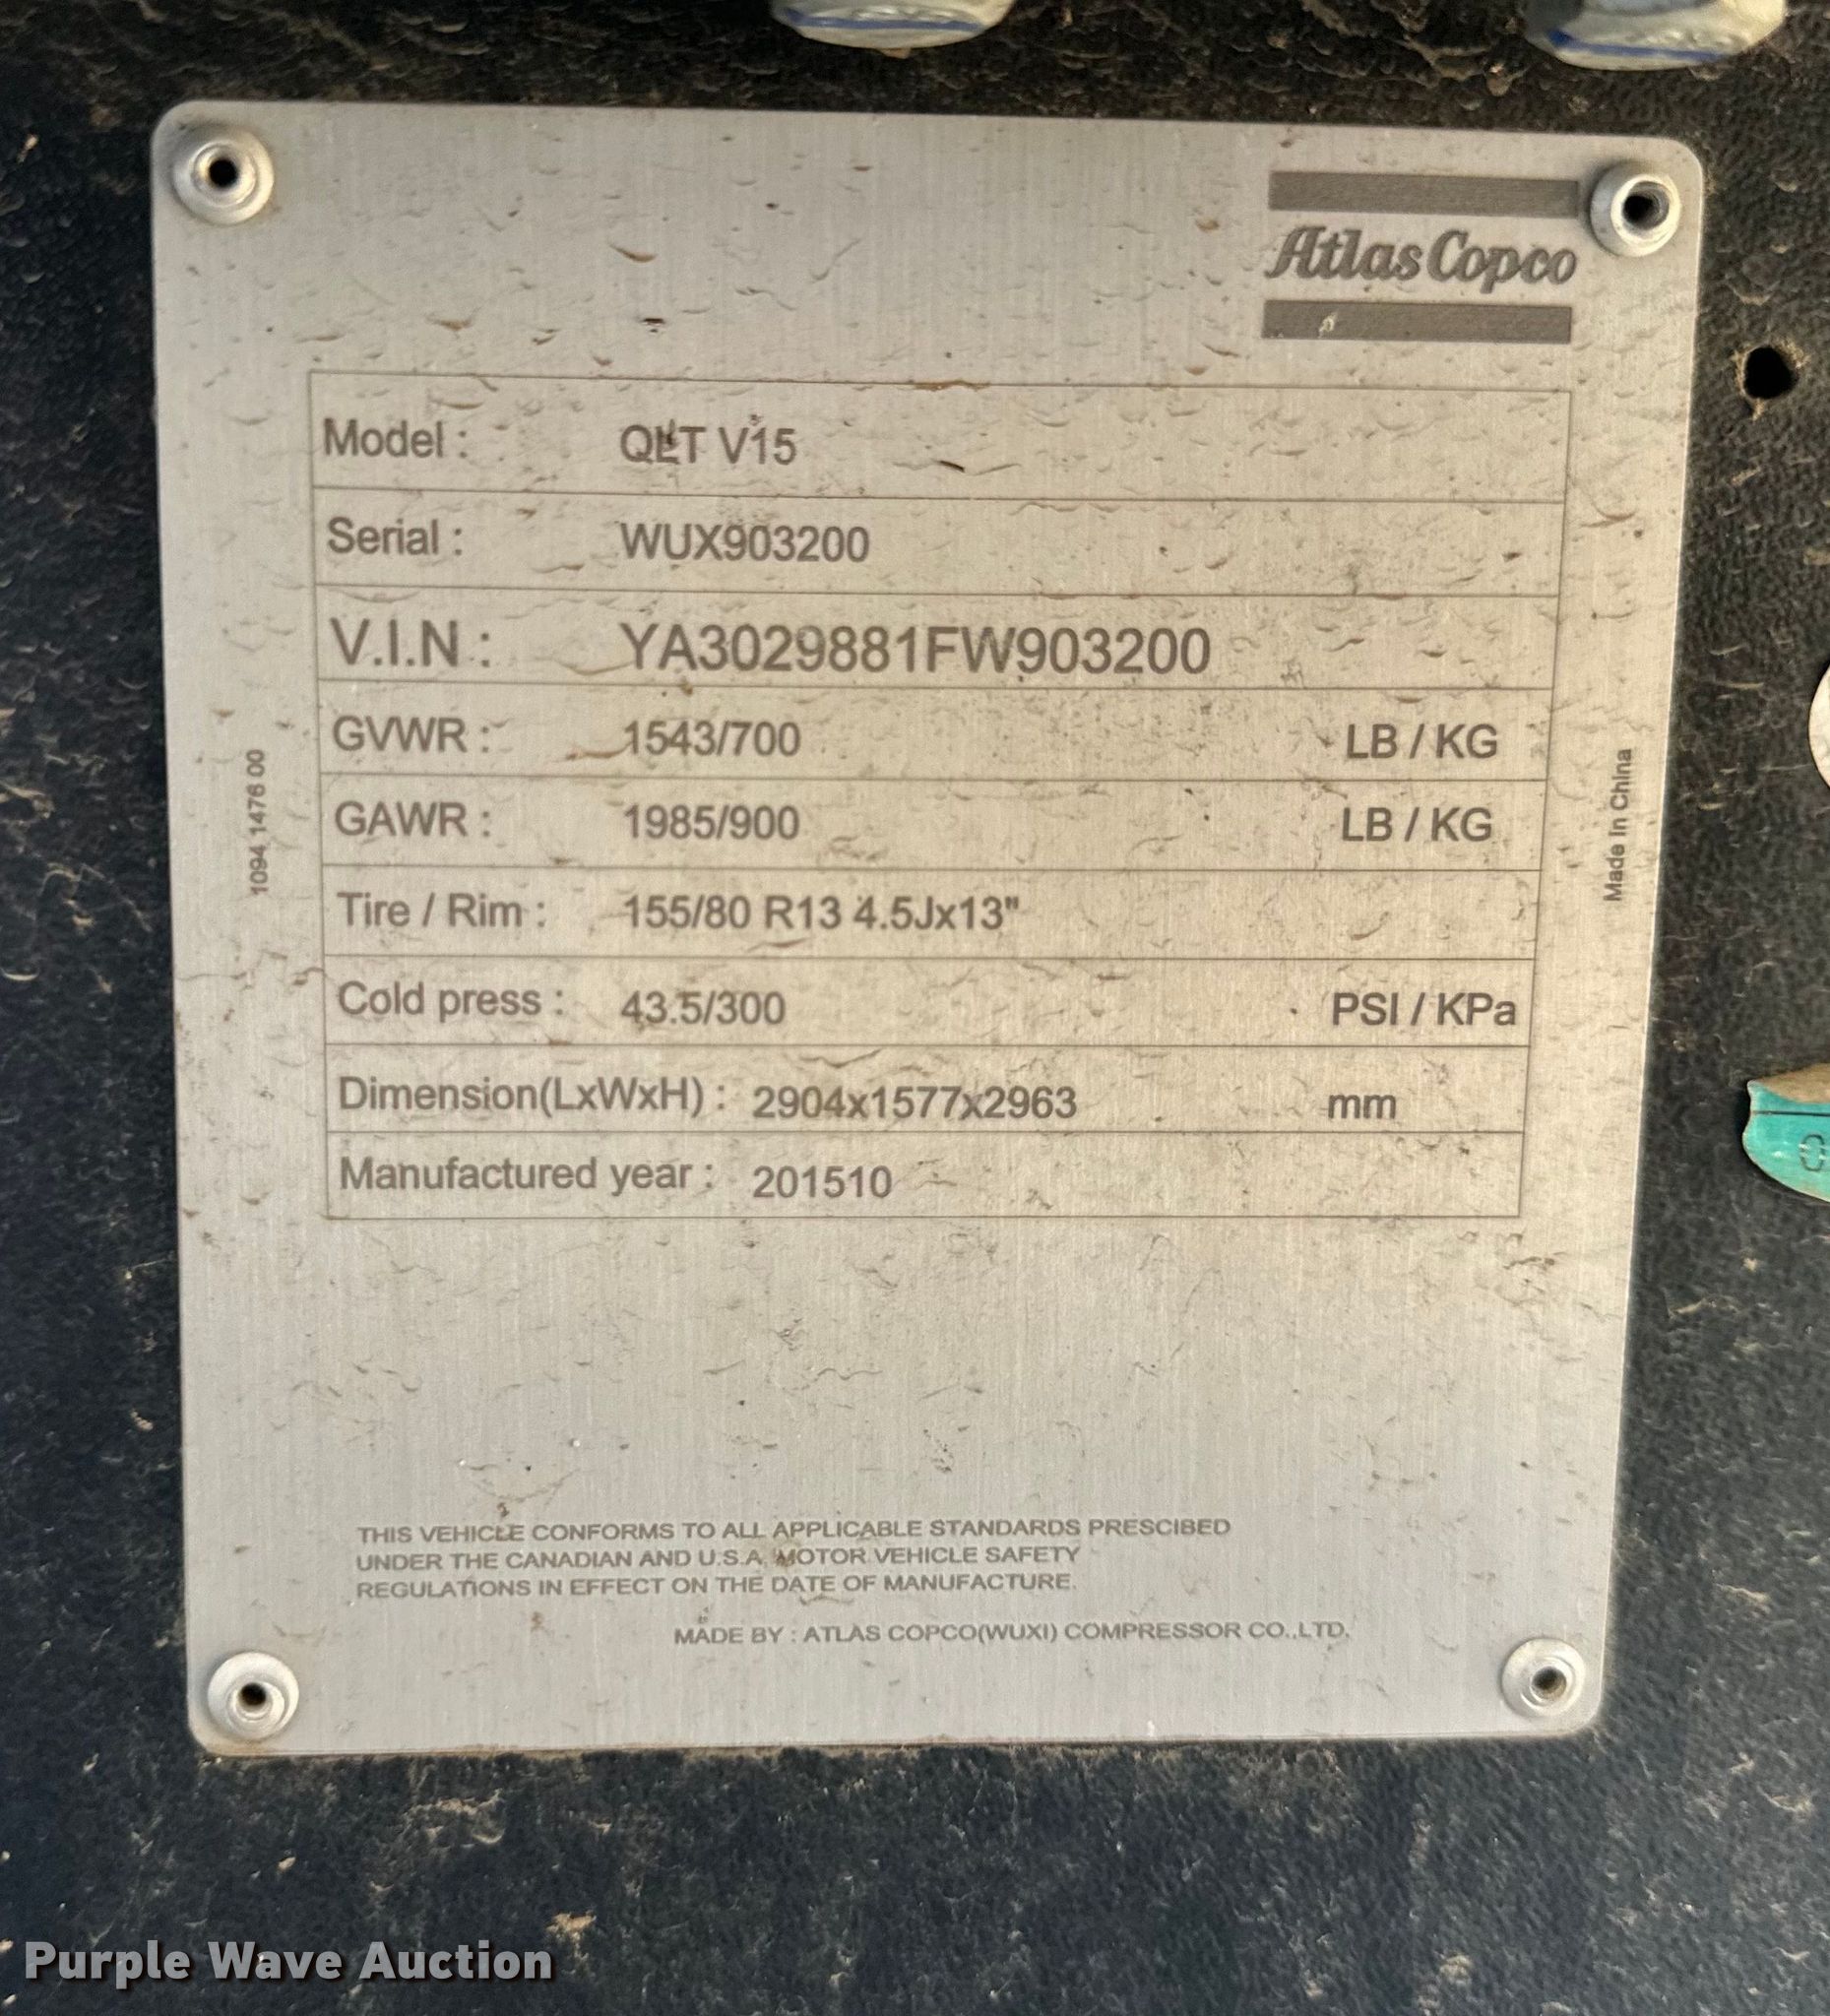 Atlas Copco
Model : QLT V15
Serial : WUX903200
V.I.N : YA3029881FW903200
GVWR : 1543/700 LB / KG
GAWR : 1985/900 LB / KG
Tire / Rim : 155/80 R13 4.5Jx13"
Cold press : 43.5/300 PSI / KPa
Dimension(LxWxH) : 2904x1577x2963 mm
Manufactured year : 201510
1094 1476 00
Made In China
THIS VEHICLE CONFORMS TO ALL APPLICABLE STANDARDS PRESCIBED
UNDER THE CANADIAN AND U.S.A. MOTOR VEHICLE SAFETY
REGULATIONS IN EFFECT ON THE DATE OF MANUFACTURE.
MADE BY : ATLAS COPCO(WUXI) COMPRESSOR CO.,LTD.
Purple Wave Auction